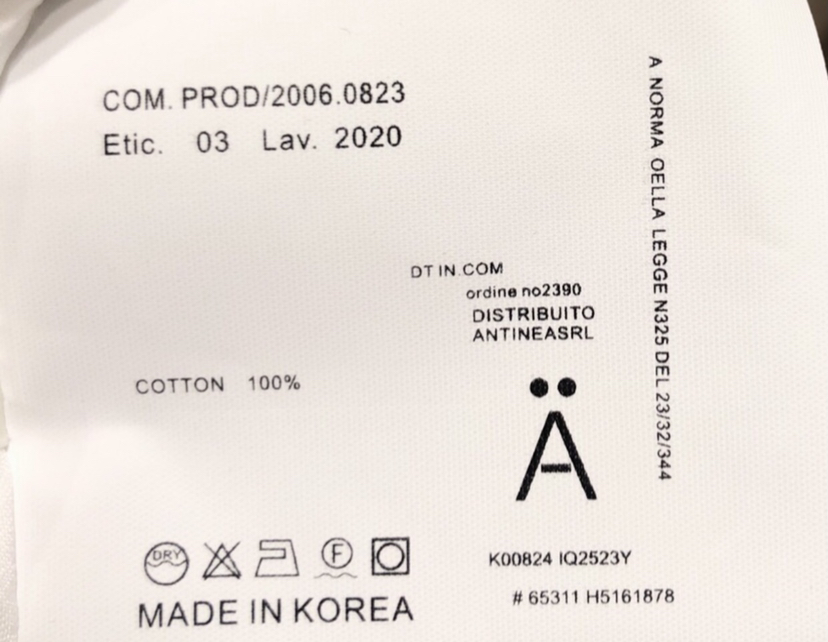 COM. PROD/2006.0823
Etic. 03 Lav. 2020
A NORMA OELLA LEGGE N325 DEL 23/32/344
DT IN.COM
ordine no2390
DISTRIBUITO
ANTINEASRL
COTTON 100%
Ä
DRY F
K00824 IQ2523Y
# 65311 H5161878
MADE IN KOREA